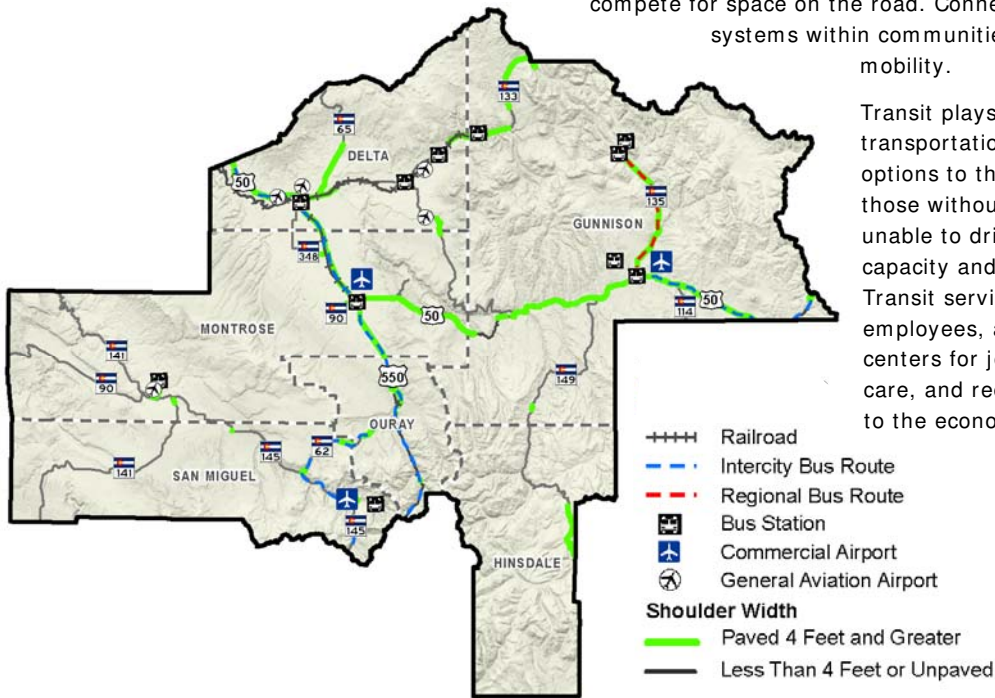 compete for space on the road. Conne
systems within communitie
mobility.
Transit plays
transportatio
options to th
those withou
unable to dri
capacity and
Transit servi
employees, a
centers for j
care, and re
to the econo
133
65
DELTA
50
135
GUNNISON
348
90
50
50
114
MONTROSE
141
90
550
149
OURAY
145
62
SAN MIGUEL
141
145
HINSDALE
Railroad
Intercity Bus Route
Regional Bus Route
Bus Station
Commercial Airport
General Aviation Airport
Shoulder Width
Paved 4 Feet and Greater
Less Than 4 Feet or Unpaved